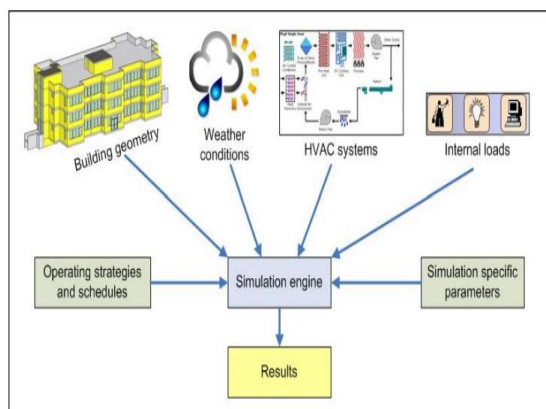 Building geometry
Weather
conditions
HVAC systems
Internal loads
Operating strategies
and schedules
Simulation engine
Simulation specific
parameters
Results